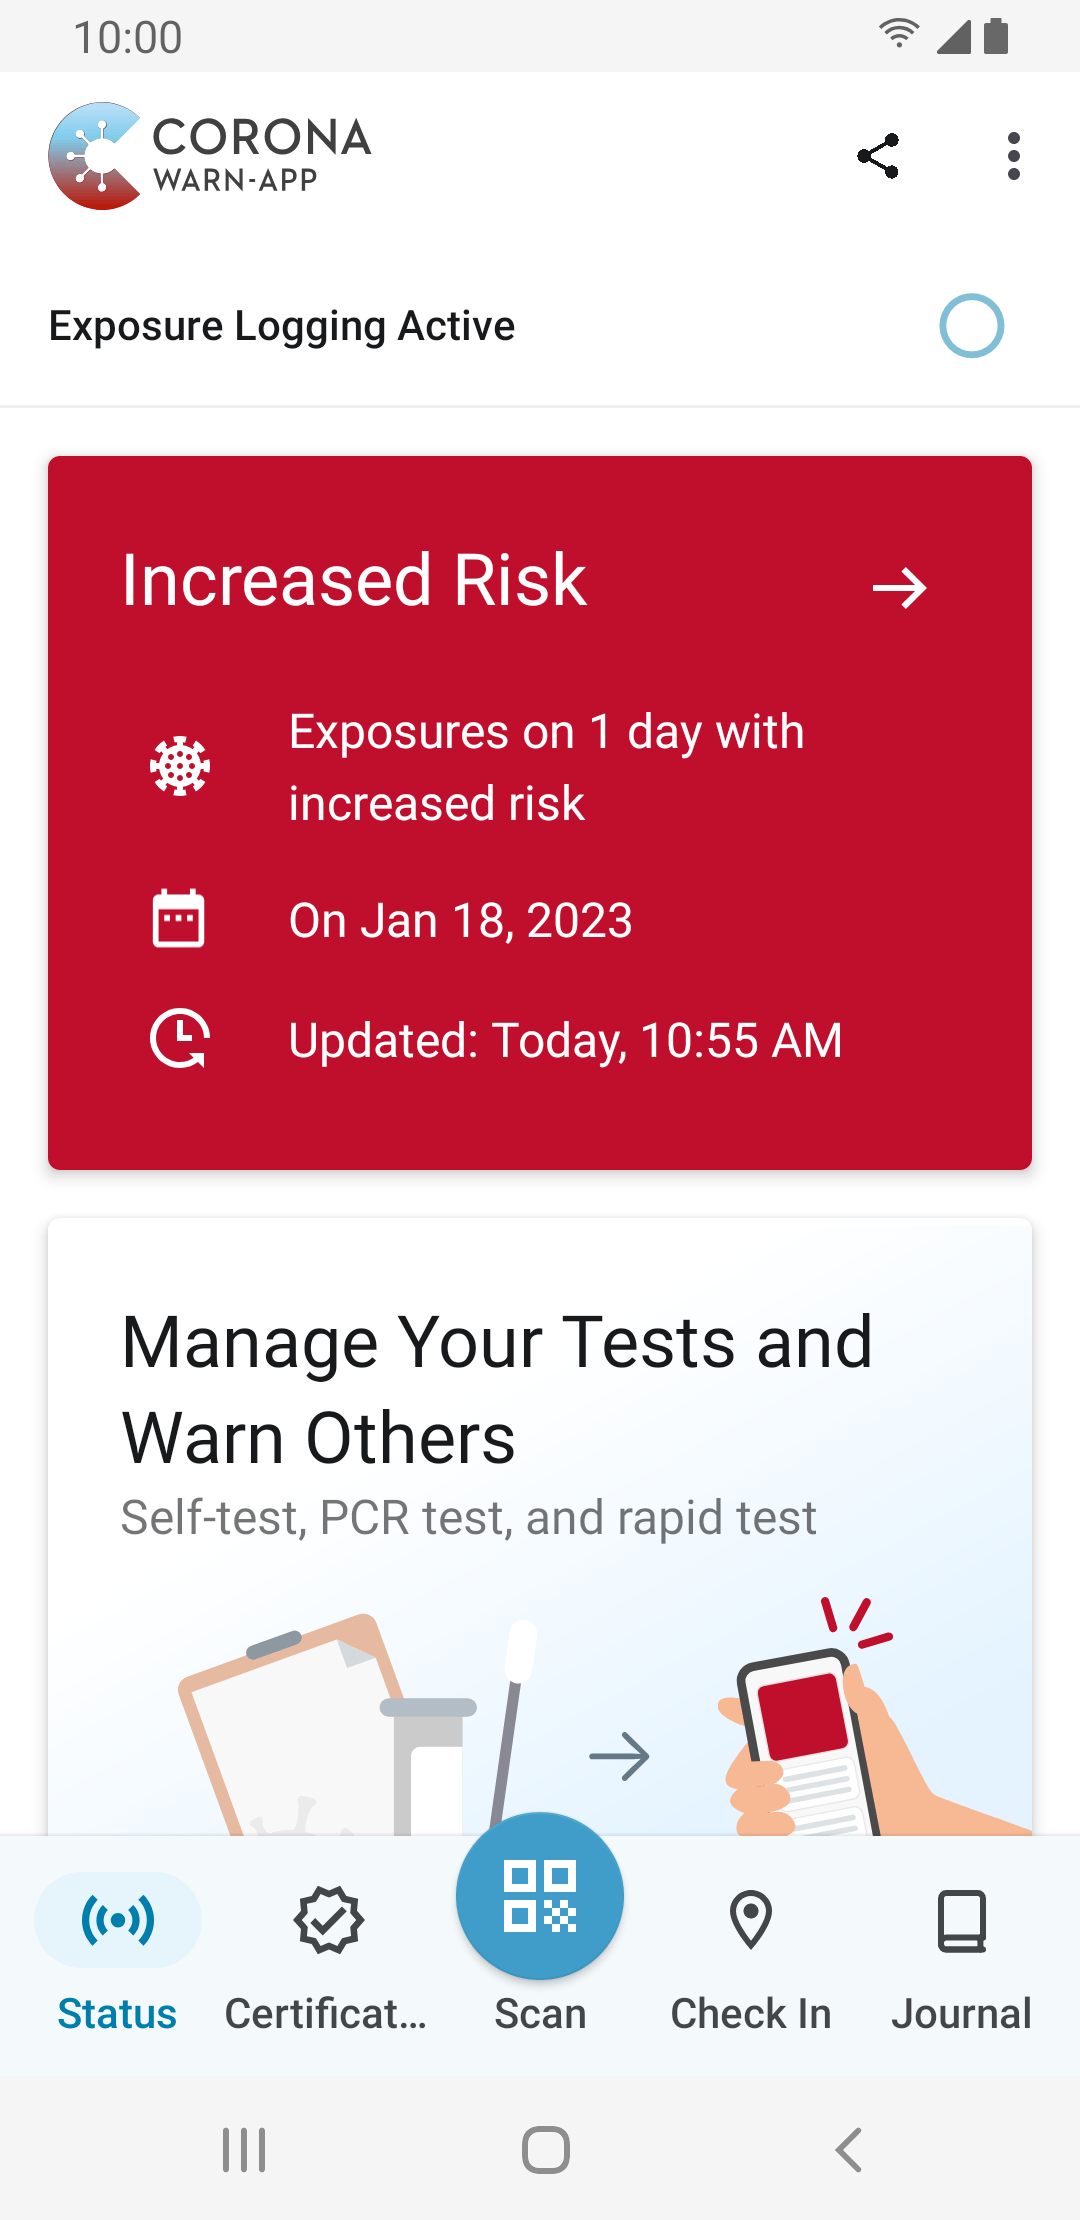 10:00
CORONA
WARN-APP
Exposure Logging Active
Increased Risk
Exposures on 1 day with
increased risk
On Jan 18, 2023
Updated: Today, 10:55 AM
Manage Your Tests and
Warn Others
Self-test, PCR test, and rapid test
Status
Certificat...
Scan
Check In
Journal